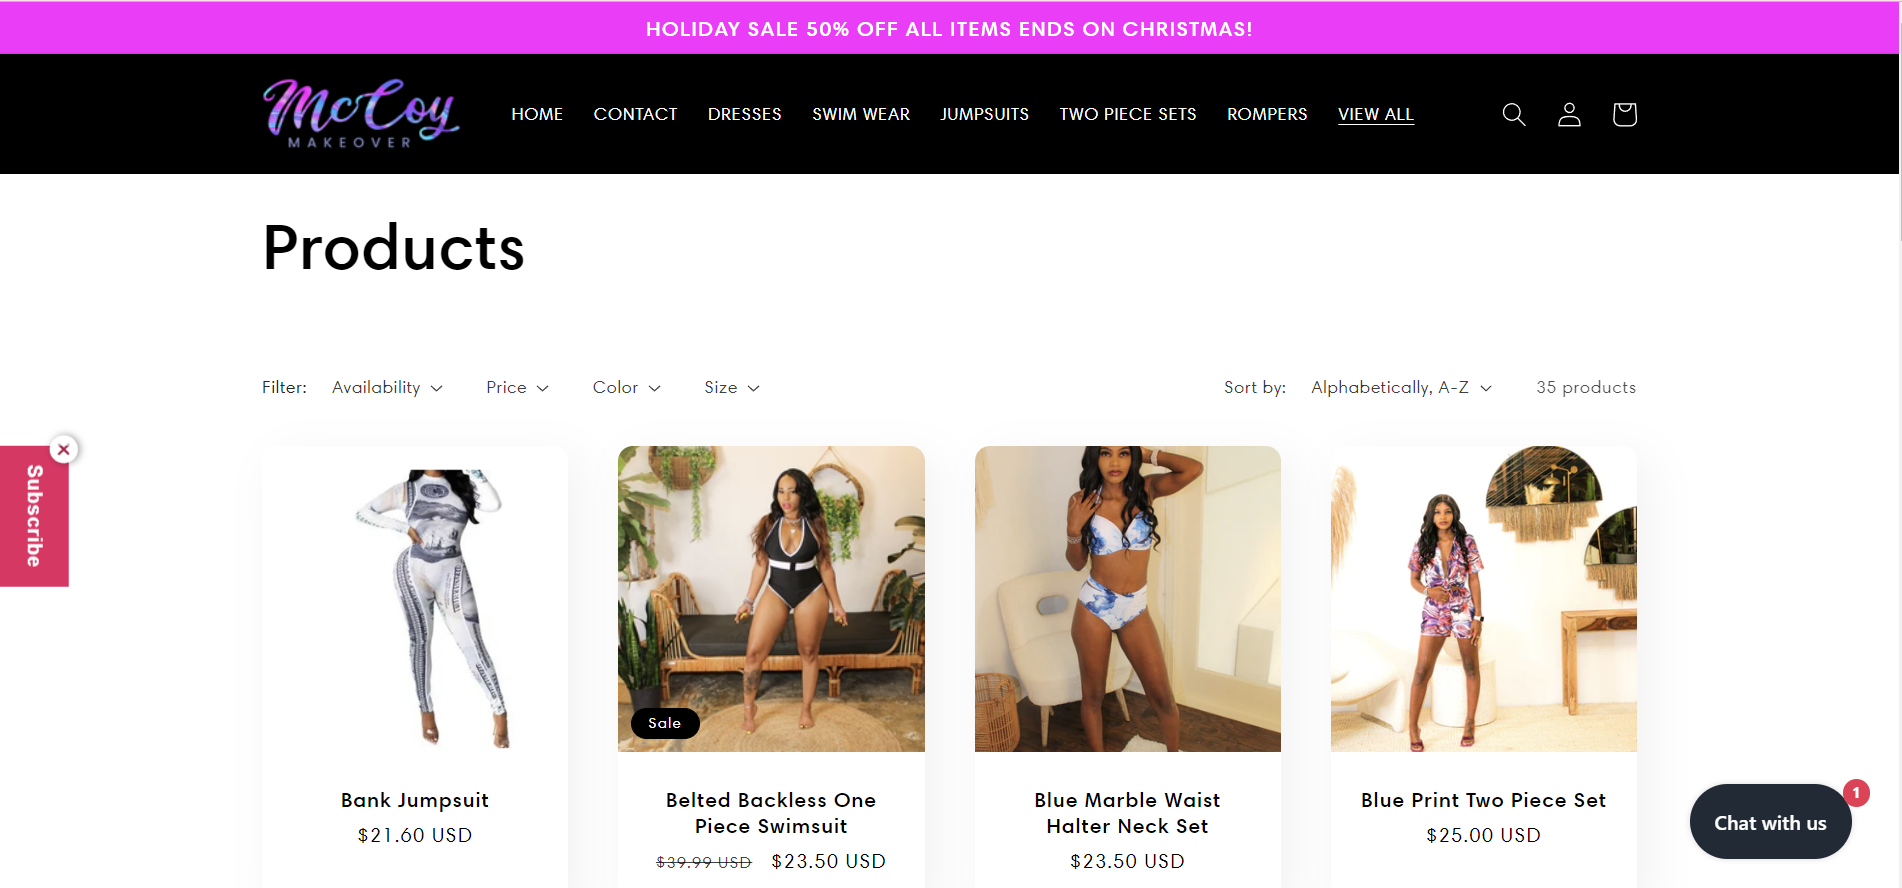 HOLIDAY SALE 50% OFF ALL ITEMS ENDS ON CHRISTMAS!
McCoy
MAKEOVER
HOME CONTACT DRESSES SWIM WEAR JUMPSUITS TWO PIECE SETS ROMPERS VIEW ALL
Products
Filter: Availability Price Color Size Sort by: Alphabetically, A-Z 35 products
Subscribe
Sale
Bank Jumpsuit
$21.60 USD
Belted Backless One
Piece Swimsuit
$39.99 USD $23.50 USD
Blue Marble Waist
Halter Neck Set
$23.50 USD
Blue Print Two Piece Set
$25.00 USD
1
Chat with us